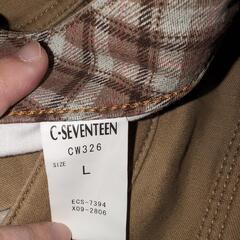 C-SEVENTEEN
CW326
SIZE
L
ECS-7394
X09-2806